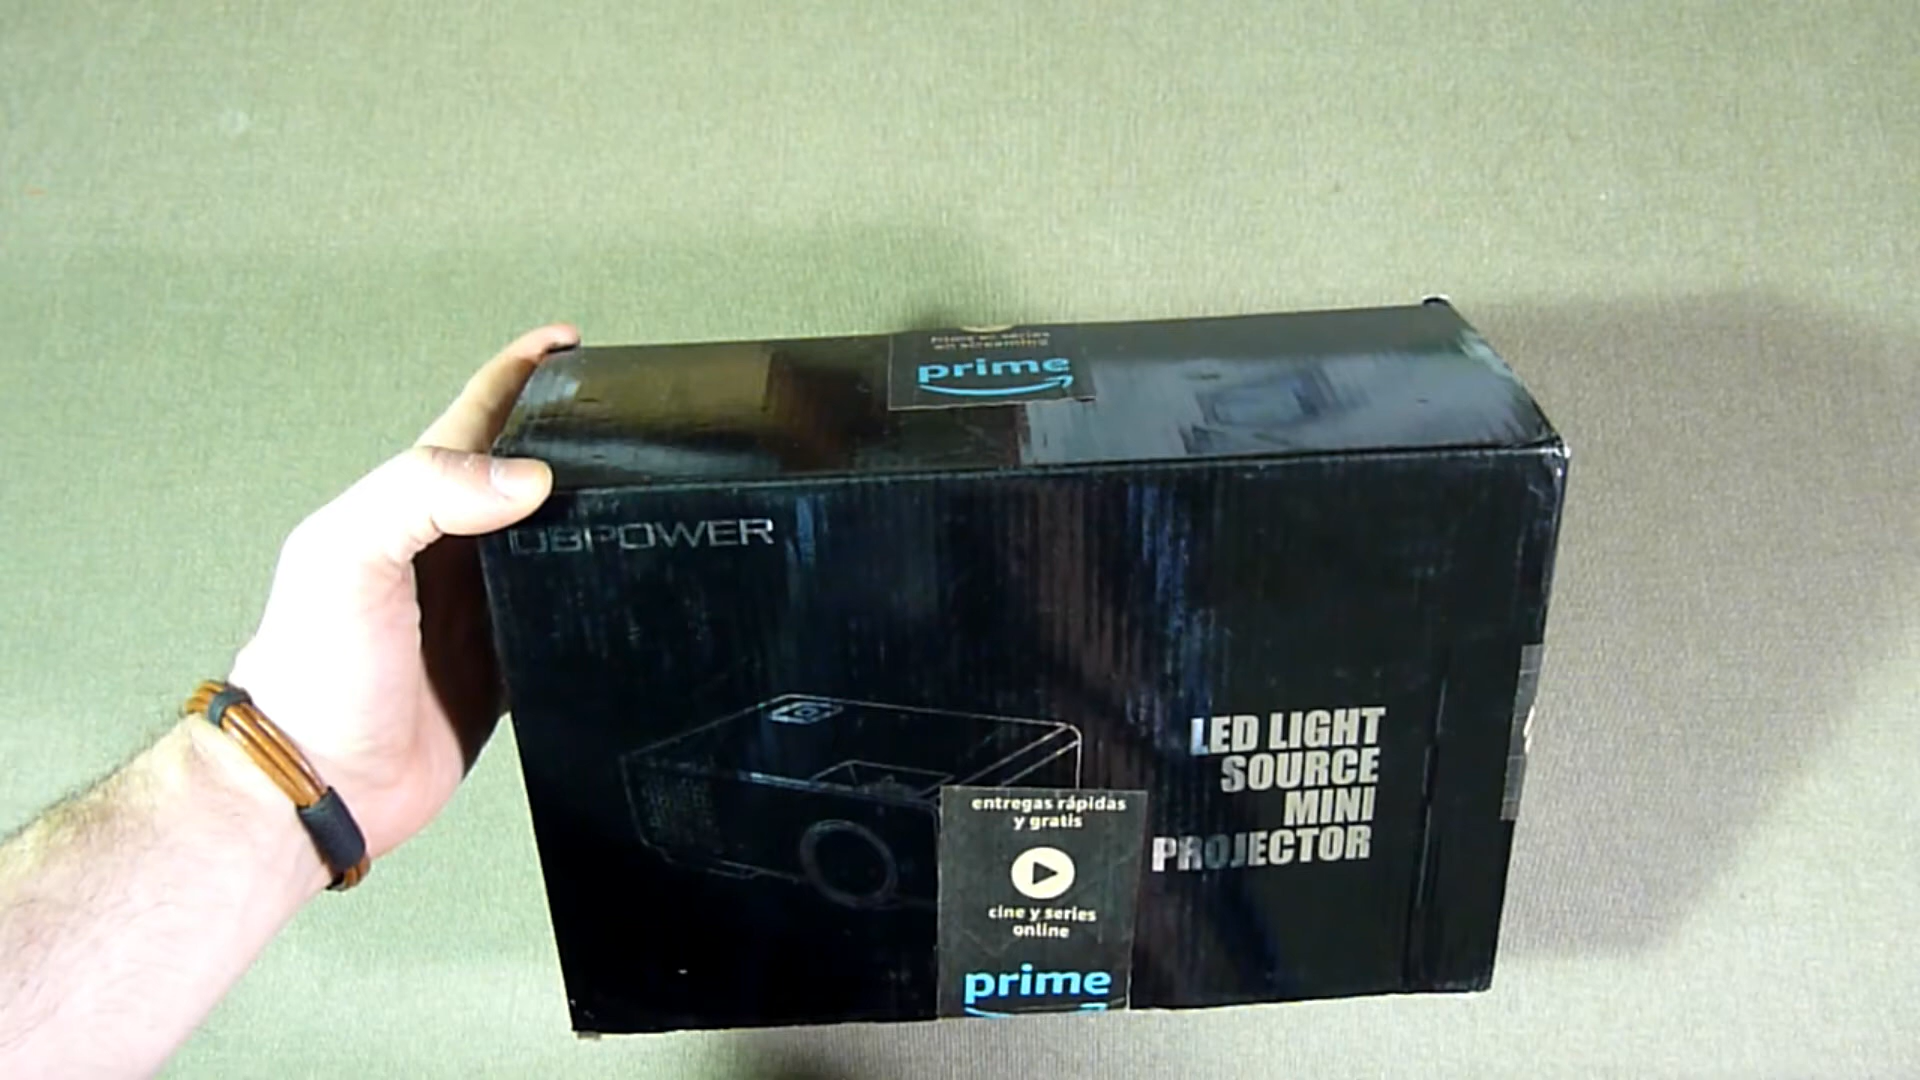 prime
DBPOWER
LED LIGHT
SOURCE
MINI
PROJECTOR
entregas rápidas
y gratis
cine y series
online
prime